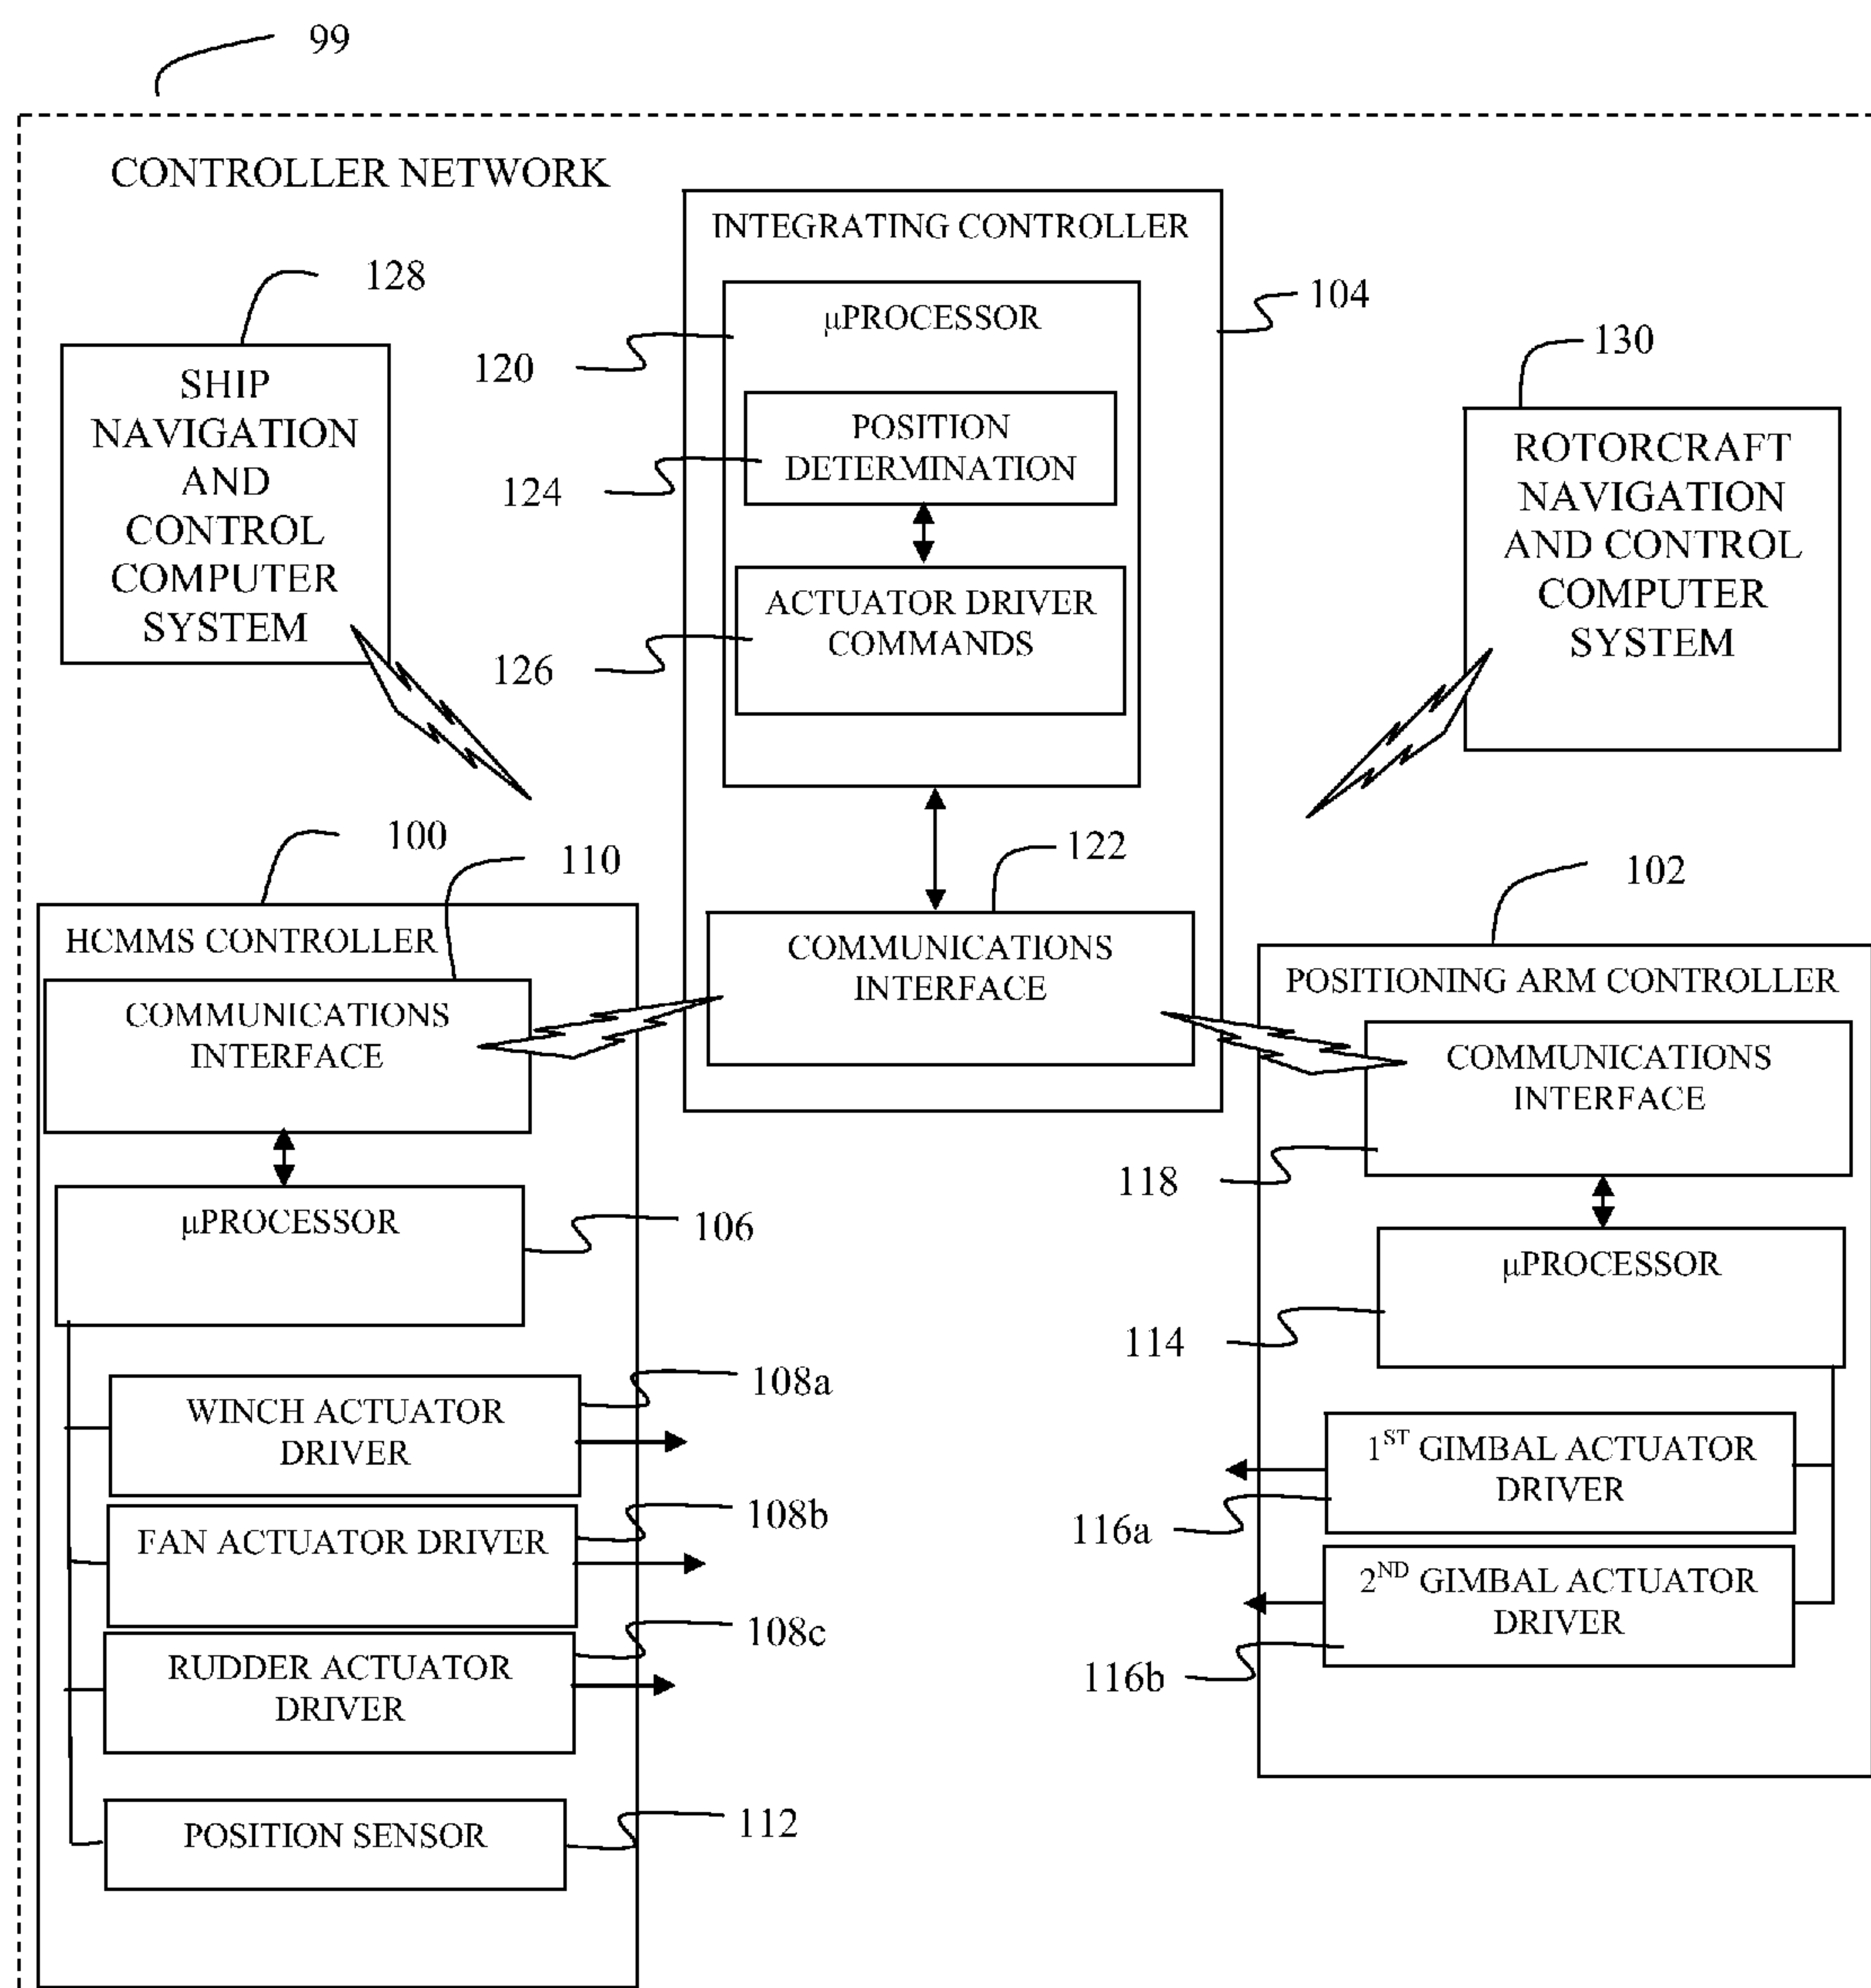 99
CONTROLLER NETWORK
128
SHIP
NAVIGATION
AND
CONTROL
COMPUTER
SYSTEM
INTEGRATING CONTROLLER
104
μPROCESSOR
120
POSITION
DETERMINATION
124
ACTUATOR DRIVER
COMMANDS
126
130
ROTORCRAFT
NAVIGATION
AND CONTROL
COMPUTER
SYSTEM
122
COMMUNICATIONS
INTERFACE
100
110
HCMMS CONTROLLER
COMMUNICATIONS
INTERFACE
μPROCESSOR
106
WINCH ACTUATOR
DRIVER
108a
FAN ACTUATOR DRIVER
108b
RUDDER ACTUATOR
DRIVER
108c
POSITION SENSOR
112
102
POSITIONING ARM CONTROLLER
COMMUNICATIONS
INTERFACE
118
μPROCESSOR
114
1ST GIMBAL ACTUATOR
DRIVER
116a
2ND GIMBAL ACTUATOR
DRIVER
116b